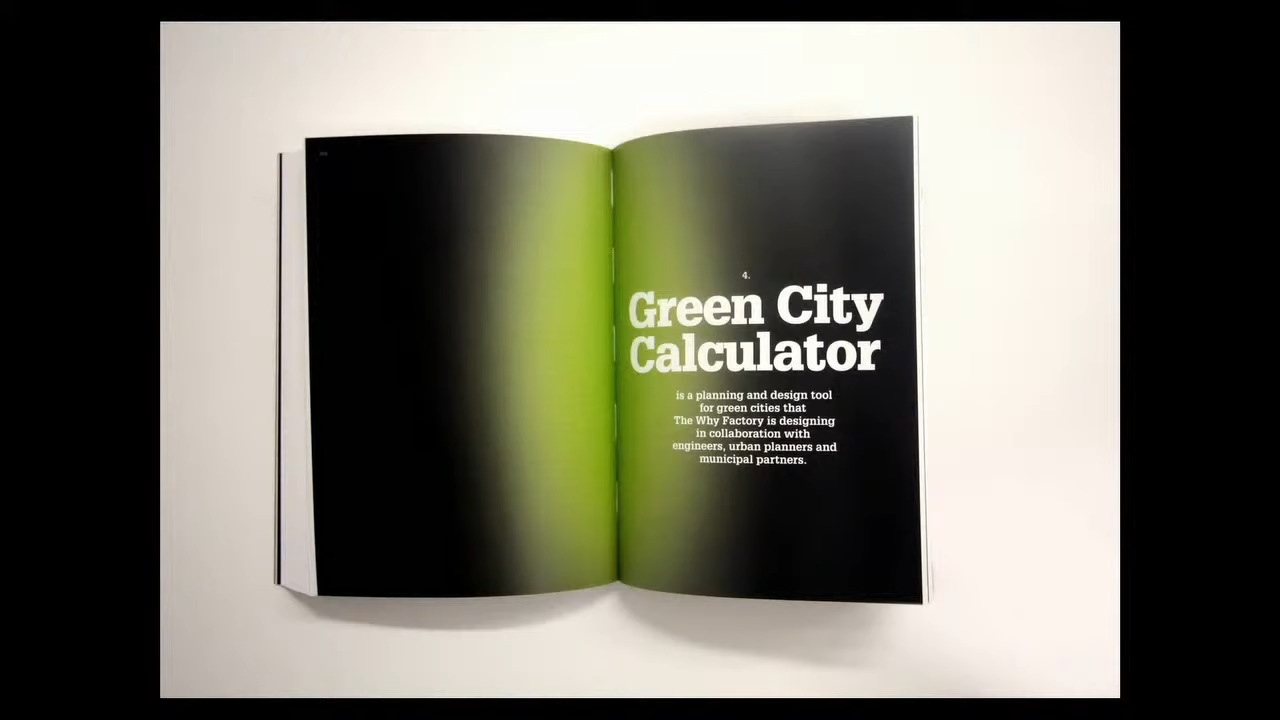 4.
Green City
Calculator
is a planning and design tool
for green cities that
The Why Factory is designing
in collaboration with
engineers, urban planners and
municipal partners.